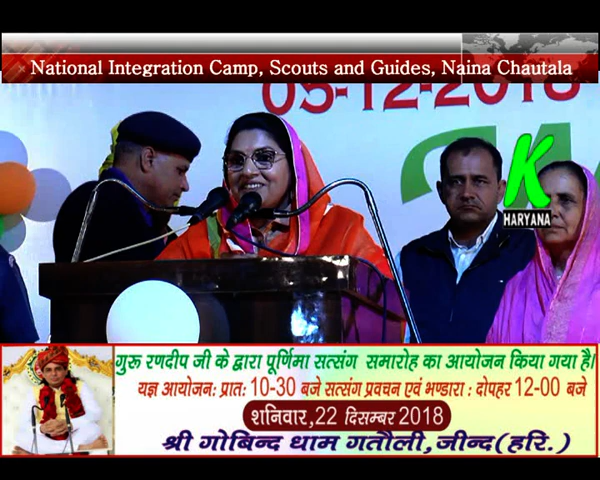 National Integration Camp, Scouts and Guides, Naina Chautala
05-12-2018
K
HARYANA
गुरू रणदीप जी के द्वारा पूर्णिमा सत्संग समारोह का आयोजन किया गया है।
यज्ञ आयोजन: प्रात: 10-30 बजे सत्संग प्रवचन एवं भण्डारा : दोपहर 12-00 बजे
शनिवार, 22 दिसम्बर 2018
श्री गोबिन्द धाम गतौली, जीन्द (हरि.)